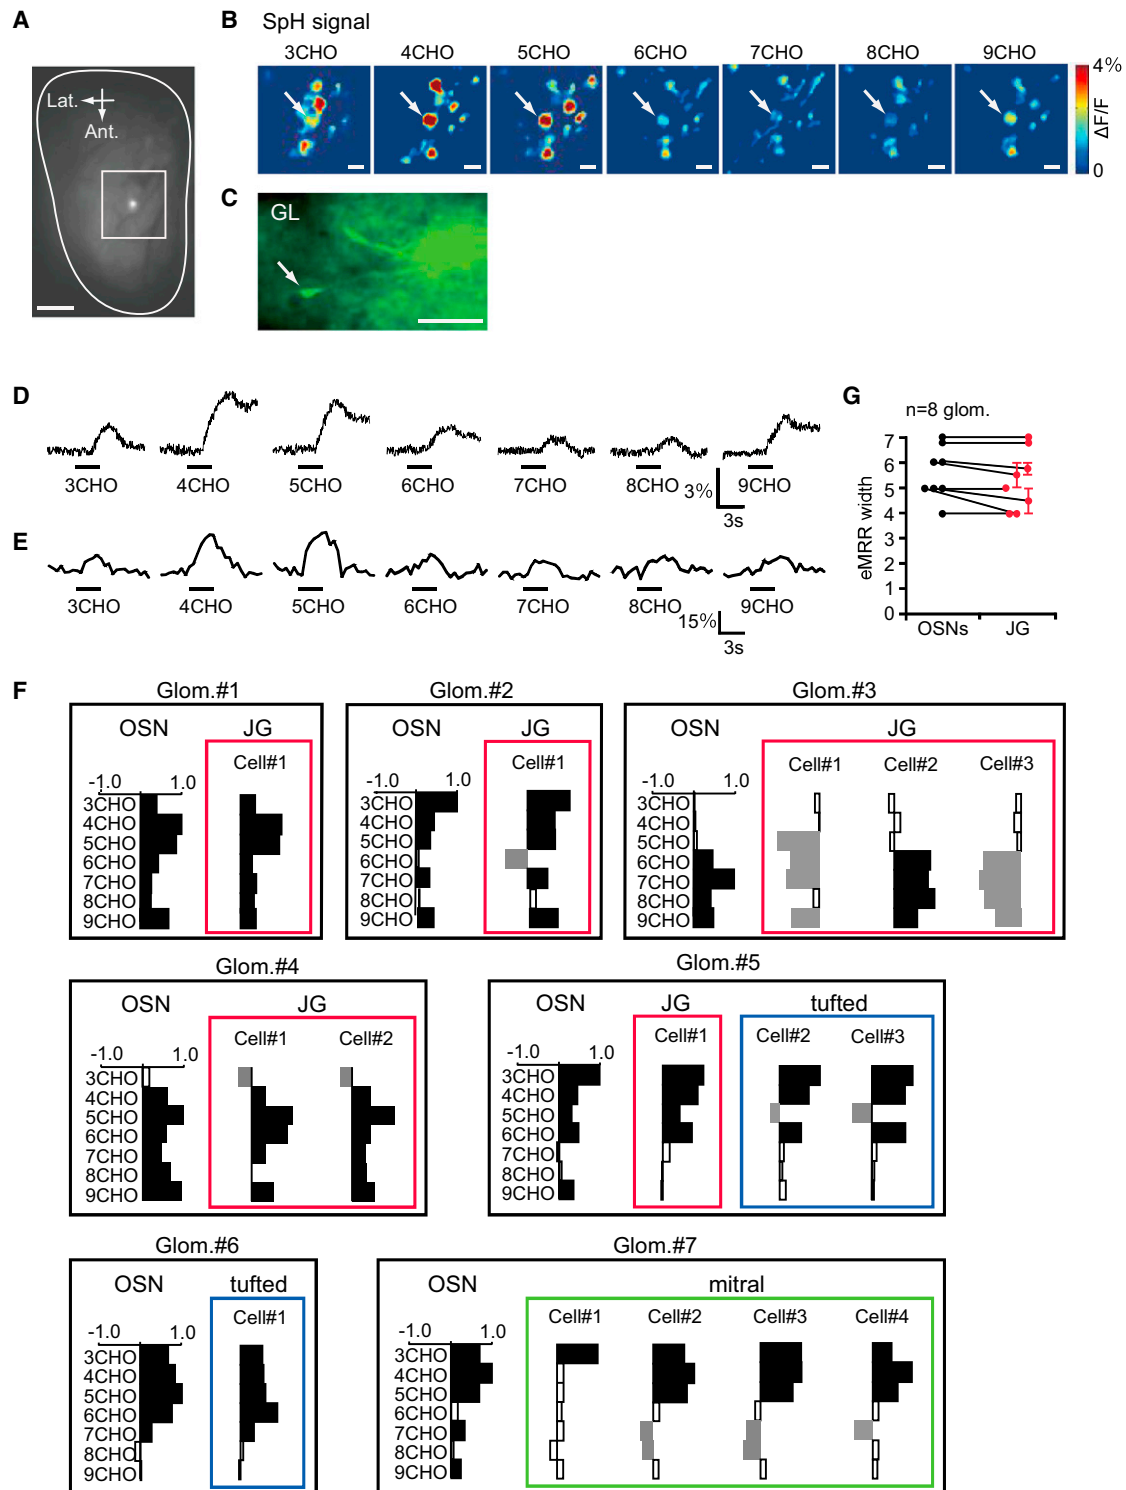 A
Lat.
Ant.
B
SpH signal
3CHO 4CHO 5CHO 6CHO 7CHO 8CHO 9CHO
4%
ΔF/F
0
C
GL
D
3CHO 4CHO 5CHO 6CHO 7CHO 8CHO 9CHO
3%
3s
E
3CHO 4CHO 5CHO 6CHO 7CHO 8CHO 9CHO
15%
3s
G
n=8 glom.
eMRR width
7
6
5
4
3
2
1
0
OSNs JG
F
Glom.#1
OSN JG
Cell#1
-1.0 1.0
3CHO
4CHO
5CHO
6CHO
7CHO
8CHO
9CHO
Glom.#2
OSN JG
Cell#1
-1.0 1.0
3CHO
4CHO
5CHO
6CHO
7CHO
8CHO
9CHO
Glom.#3
OSN JG
Cell#1 Cell#2 Cell#3
-1.0 1.0
3CHO
4CHO
5CHO
6CHO
7CHO
8CHO
9CHO
Glom.#4
OSN JG
Cell#1 Cell#2
-1.0 1.0
3CHO
4CHO
5CHO
6CHO
7CHO
8CHO
9CHO
Glom.#5
OSN JG tufted
Cell#1 Cell#2 Cell#3
-1.0 1.0
3CHO
4CHO
5CHO
6CHO
7CHO
8CHO
9CHO
Glom.#6
OSN tufted
Cell#1
-1.0 1.0
3CHO
4CHO
5CHO
6CHO
7CHO
8CHO
9CHO
Glom.#7
OSN mitral
Cell#1 Cell#2 Cell#3 Cell#4
-1.0 1.0
3CHO
4CHO
5CHO
6CHO
7CHO
8CHO
9CHO